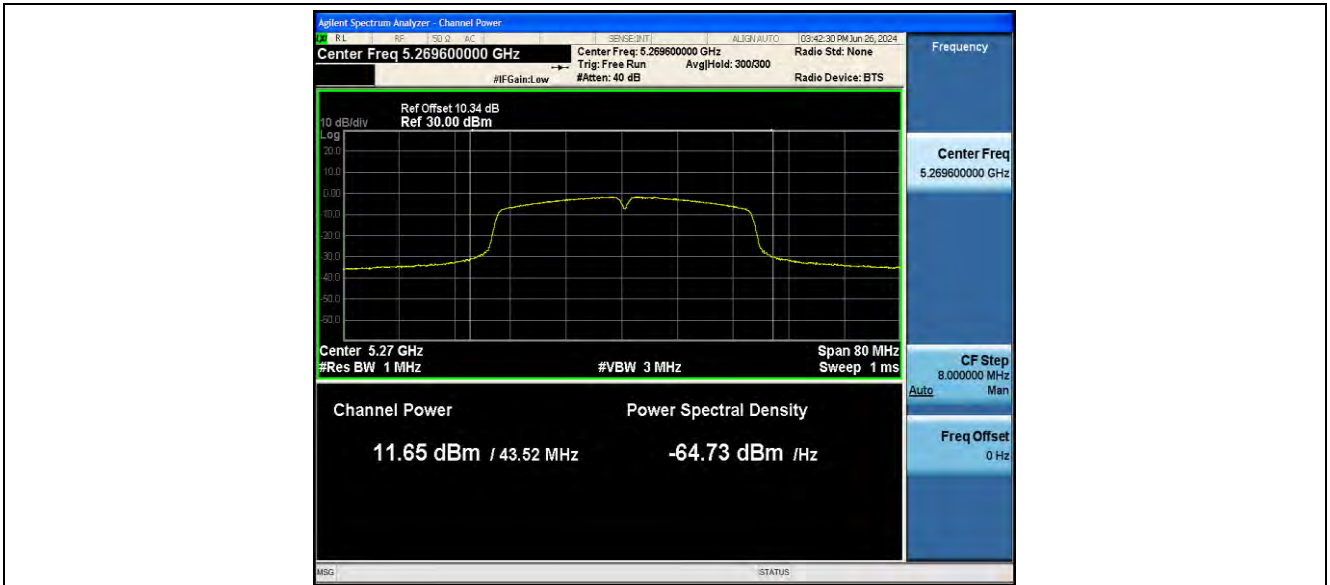 Agilent Spectrum Analyzer - Channel Power
RL RF 50 Ω AC SENSE:INT ALIGN AUTO 03:42:30 PM Jun 26, 2024
Center Freq 5.269600000 GHz
Center Freq: 5.269600000 GHz
Radio Std: None
Trig: Free Run
Avg|Hold: 300/300
#IFGain:Low
#Atten: 40 dB
Radio Device: BTS
Ref Offset 10.34 dB
10 dB/div
Ref 30.00 dBm
Log
20.0
10.0
0.00
-10.0
-20.0
-30.0
-40.0
-50.0
-60.0
Center 5.27 GHz
Span 80 MHz
#Res BW 1 MHz
#VBW 3 MHz
Sweep 1 ms
Channel Power
Power Spectral Density
11.65 dBm / 43.52 MHz
-64.73 dBm /Hz
MSG
STATUS
Frequency
Center Freq
5.269600000 GHz
CF Step
8.000000 MHz
Auto Man
Freq Offset
0 Hz